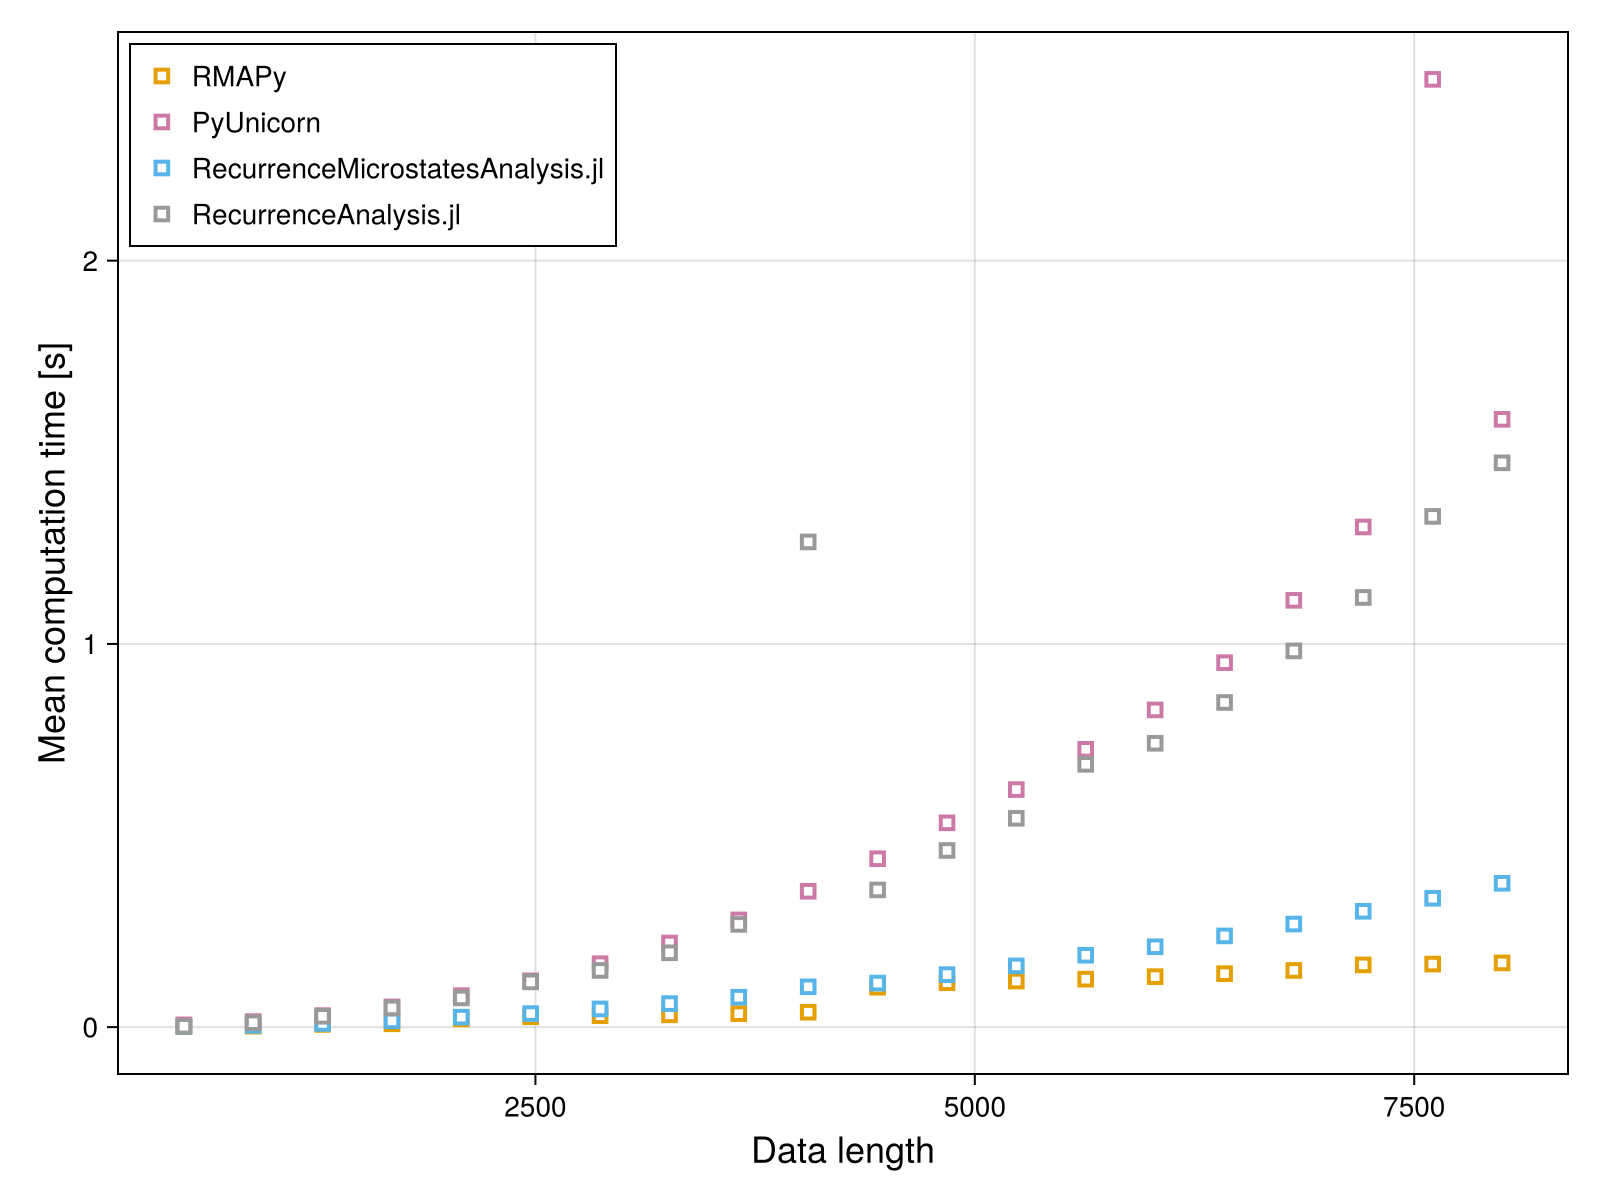 RMAPy
PyUnicorn
RecurrenceMicrostatesAnalysis.jl
RecurrenceAnalysis.jl
Mean computation time [s]
2
1
0
2500
5000
7500
Data length